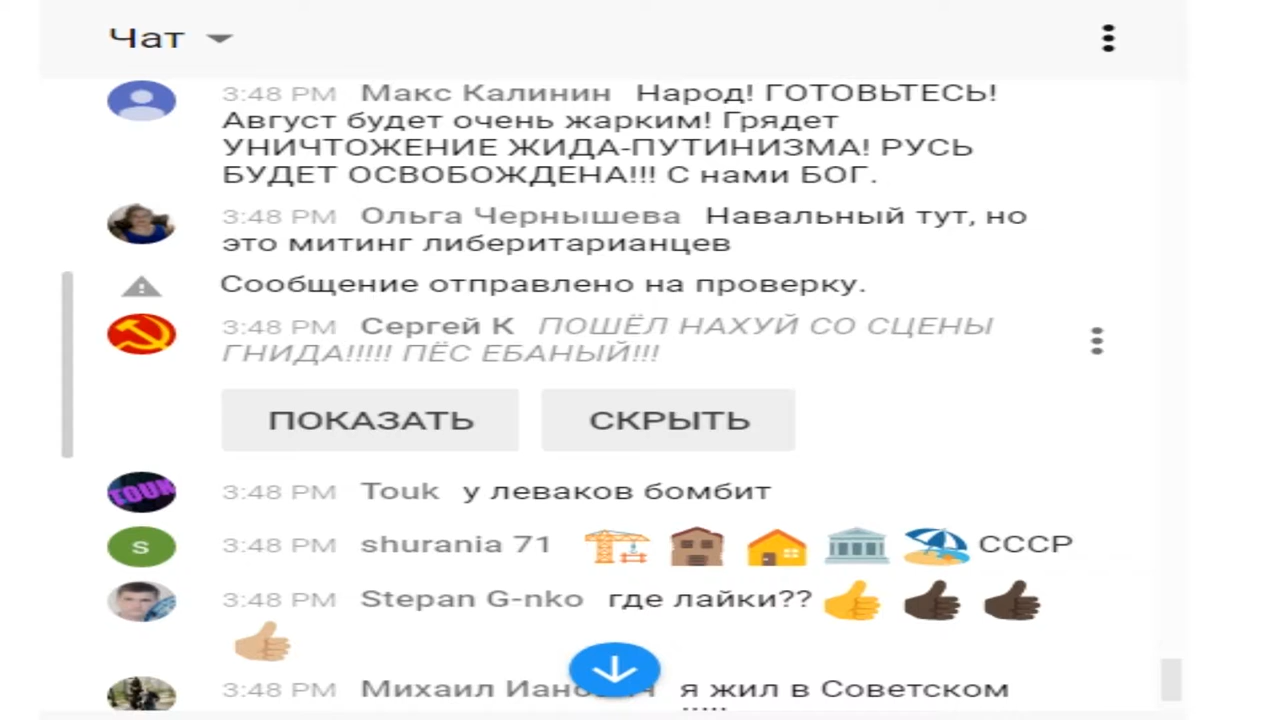 Чат
3:48 PM Макс Калинин Народ! ГОТОВЬТЕСЬ!
Август будет очень жарким! Грядет
УНИЧТОЖЕНИЕ ЖИДА-ПУТИНИЗМА! РУСЬ
БУДЕТ ОСВОБОЖДЕНА!!! С нами БОГ.
3:48 PM Ольга Чернышева Навальный тут, но
это митинг либеритарианцев
Сообщение отправлено на проверку.
3:48 PM Сергей К ПОШЁЛ НАХУЙ СО СЦЕНЫ
ГНИДА!!!!! ПЁС ЕБАНЫЙ!!!
ПОКАЗАТЬ
СКРЫТЬ
TOUK
3:48 PM Touk у леваков бомбит
s
3:48 PM shurania 71 СССР
3:48 PM Stepan G-nko где лайки??
3:48 PM Михаил я жил в Советском